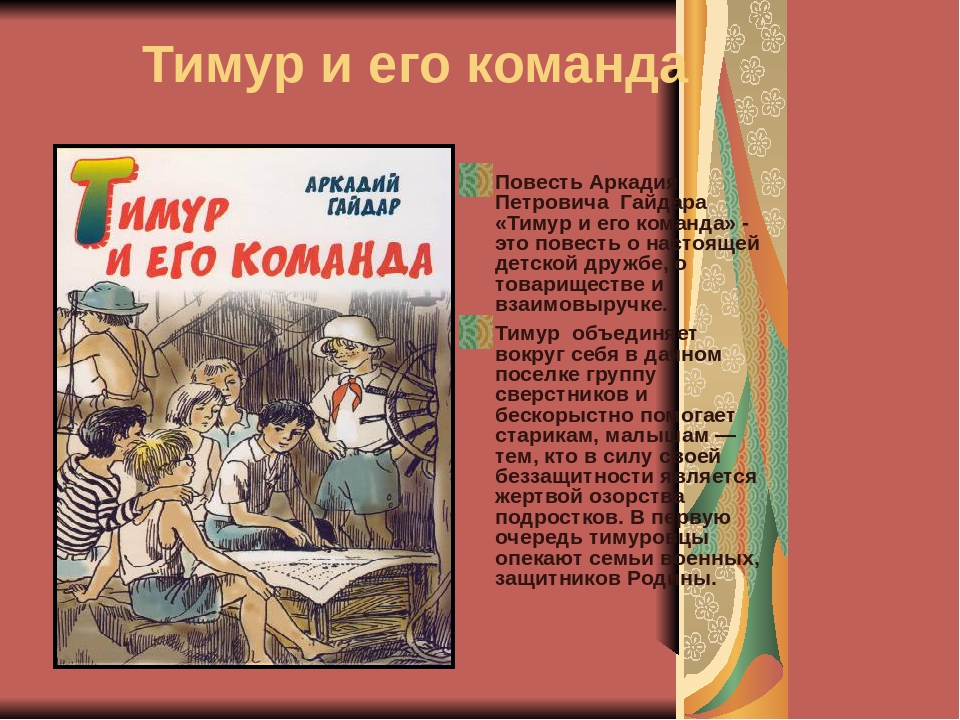 Тимур и его команда
АРКАДИЙ
ГАЙДАР
ТИМУР
И ЕГО КОМАНДА
Повесть Аркадия
Петровича Гайдара
«Тимур и его команда» -
это повесть о настоящей
детской дружбе, о
товариществе и
взаимовыручке.
Тимур объединяет
вокруг себя в дачном
поселке группу
сверстников и
бескорыстно помогает
старикам, малышам —
тем, кто в силу своей
беззащитности является
жертвой озорства
подростков. В первую
очередь тимуровцы
опекают семьи военных,
защитников Родины.